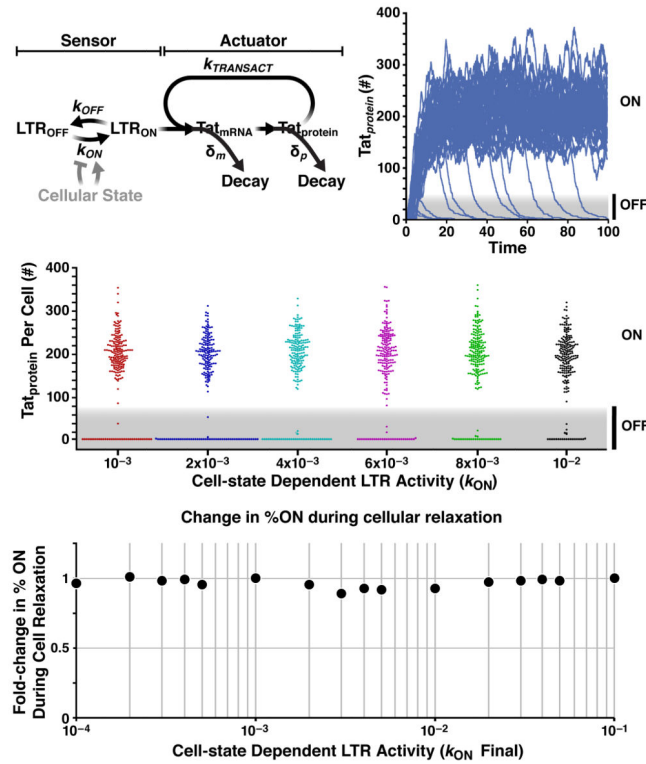 Sensor
Actuator
kTRANSACT
kOFF
LTROFF
LTRON
TatmRNA
Tatprotein
kON
δm
δp
Cellular State
Decay
Decay
Tatprotein (#)
400
300
200
100
0
ON
OFF
0 20 40 60 80 100
Time
Tatprotein Per Cell (#)
400
300
200
100
0
ON
OFF
10⁻³ 2x10⁻³ 4x10⁻³ 6x10⁻³ 8x10⁻³ 10⁻²
Cell-state Dependent LTR Activity (kON)
Change in %ON during cellular relaxation
Fold-change in % ON
During Cell Relaxation
1
0.5
0
10⁻⁴ 10⁻³ 10⁻² 10⁻¹
Cell-state Dependent LTR Activity (kON Final)